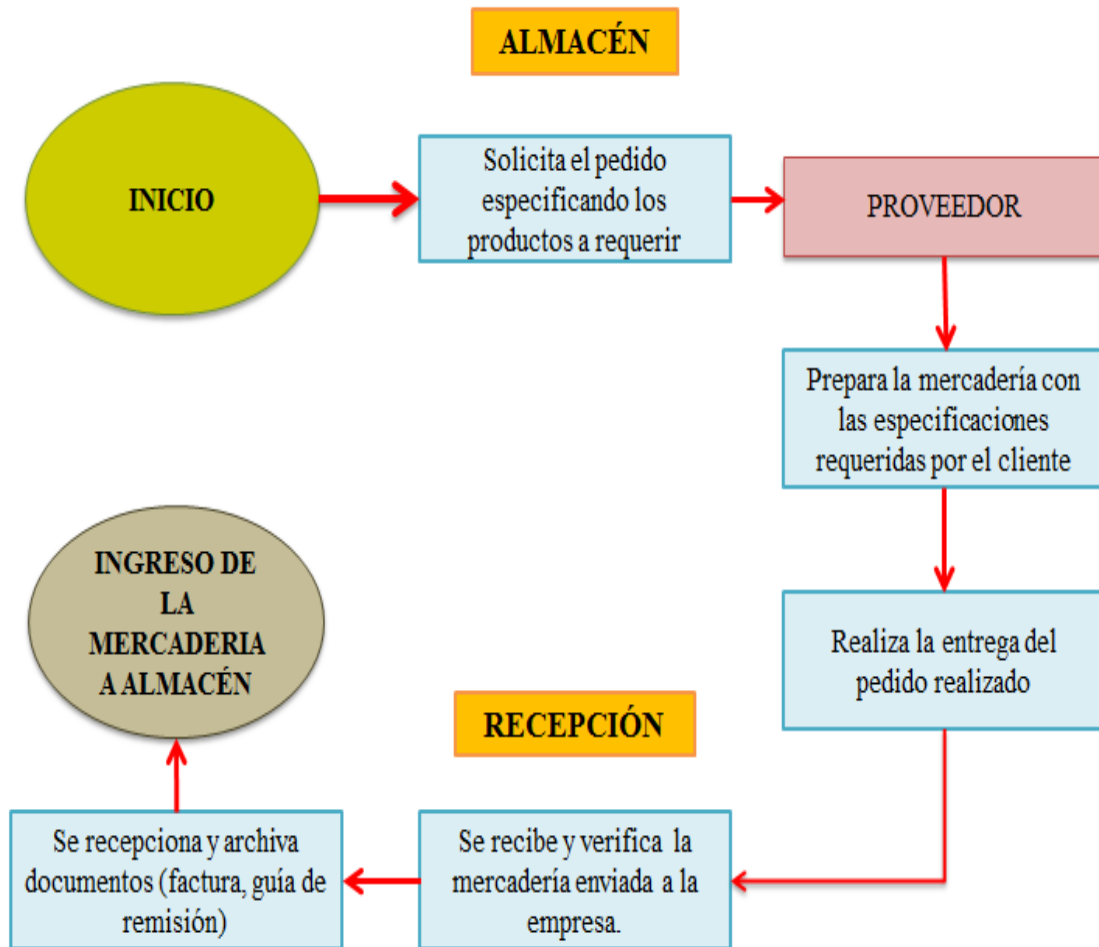 ALMACÉN
INICIO
Solicita el pedido
especificando los
productos a requerir
PROVEEDOR
Prepara la mercadería con
las especificaciones
requeridas por el cliente
Realiza la entrega del
pedido realizado
RECEPCIÓN
Se recibe y verifica la
mercadería enviada a la
empresa.
Se recepciona y archiva
documentos (factura, guía de
remisión)
INGRESO DE
LA
MERCADERIA
A ALMACÉN